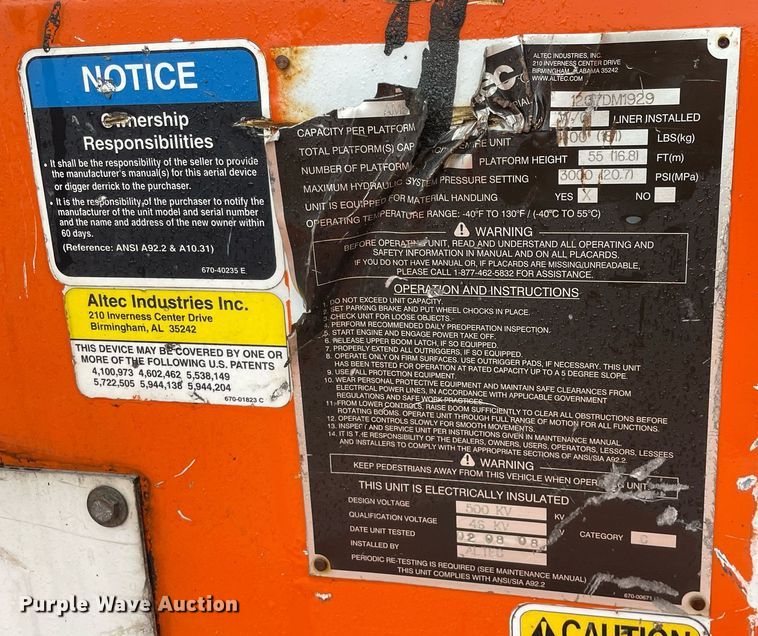 NOTICE
Ownership
Responsibilities
• It shall be the responsibility of the seller to provide
the manufacturer's manual(s) for this aerial device
or digger derrick to the purchaser.
• It is the responsibility of the purchaser to notify the
manufacturer of the unit model and serial number
and the name and address of the new owner within
60 days.
(Reference: ANSI A92.2 & A10.31)
670-40235 E
Altec Industries Inc.
210 Inverness Center Drive
Birmingham, AL 35242
THIS DEVICE MAY BE COVERED BY ONE OR
MORE OF THE FOLLOWING U.S. PATENTS
4,100,973 4,602,462 5,538,149
5,722,505 5,944,138 5,944,204
670-01823 C
ALTEC INDUSTRIES, INC.
210 INVERNESS CENTER DRIVE
BIRMINGHAM, ALABAMA 35242
WWW.ALTEC.COM
DM1929
CAPACITY PER PLATFORM LINER INSTALLED
TOTAL PLATFORM(S) UNIT LBS(kg)
NUMBER OF PLATFORM PLATFORM HEIGHT 55 (16.8) FT(m)
MAXIMUM HYDRAULIC SYSTEM PRESSURE SETTING 3000 (20.7) PSI(MPa)
UNIT IS EQUIPPED FOR MATERIAL HANDLING YES X NO
OPERATING TEMPERATURE RANGE: -40°F TO 130°F / (-40°C TO 55°C)
WARNING
BEFORE OPERATING UNIT, READ AND UNDERSTAND ALL OPERATING AND
SAFETY INFORMATION IN MANUAL AND ON ALL PLACARDS.
IF YOU DO NOT HAVE MANUAL OR, IF PLACARDS ARE MISSING/UNREADABLE,
PLEASE CALL 1-877-462-5832 FOR ASSISTANCE.
OPERATION AND INSTRUCTIONS
1. DO NOT EXCEED UNIT CAPACITY.
2. SET PARKING BRAKE AND PUT WHEEL CHOCKS IN PLACE.
3. CHECK UNIT FOR LOOSE OBJECTS.
4. PERFORM RECOMMENDED DAILY PREOPERATION INSPECTION.
5. START ENGINE AND ENGAGE POWER TAKE OFF.
6. RELEASE UPPER BOOM LATCH, IF SO EQUIPPED.
7. PROPERLY EXTEND ALL OUTRIGGERS, IF SO EQUIPPED.
8. OPERATE ONLY ON FIRM SURFACES. USE OUTRIGGER PADS, IF NECESSARY. THIS UNIT
HAS BEEN TESTED FOR OPERATION AT RATED CAPACITY UP TO A 5 DEGREE SLOPE.
9. USE FALL PROTECTION EQUIPMENT.
10. WEAR PERSONAL PROTECTIVE EQUIPMENT AND MAINTAIN SAFE CLEARANCES FROM
ELECTRICAL POWER LINES, IN ACCORDANCE WITH APPLICABLE GOVERNMENT
REGULATIONS AND SAFE WORK PRACTICES.
11. FROM LOWER CONTROLS, RAISE BOOM SUFFICIENTLY TO CLEAR ALL OBSTRUCTIONS BEFORE
ROTATING BOOMS. OPERATE UNIT THROUGH FULL RANGE OF MOTION FOR ALL FUNCTIONS.
12. OPERATE CONTROLS SLOWLY FOR SMOOTH MOVEMENTS.
13. INSPECT AND SERVICE UNIT PER INSTRUCTIONS GIVEN IN MAINTENANCE MANUAL.
14. IT IS THE RESPONSIBILITY OF THE DEALERS, OWNERS, USERS, OPERATORS, LESSORS, LESSEES
AND INSTALLERS TO COMPLY WITH THE APPROPRIATE SECTIONS OF ANSI/SIA A92.2.
WARNING
KEEP PEDESTRIANS AWAY FROM THIS VEHICLE WHEN OPERATING UNIT
THIS UNIT IS ELECTRICALLY INSULATED
DESIGN VOLTAGE 500 KV KV
QUALIFICATION VOLTAGE 46 KV KV CATEGORY C
DATE UNIT TESTED 02 08 08
INSTALLED BY ALTEC
PERIODIC RE-TESTING IS REQUIRED (SEE MAINTENANCE MANUAL)
THIS UNIT COMPLIES WITH ANSI/SIA A92.2
670-00671
CAUTION
Purple Wave Auction